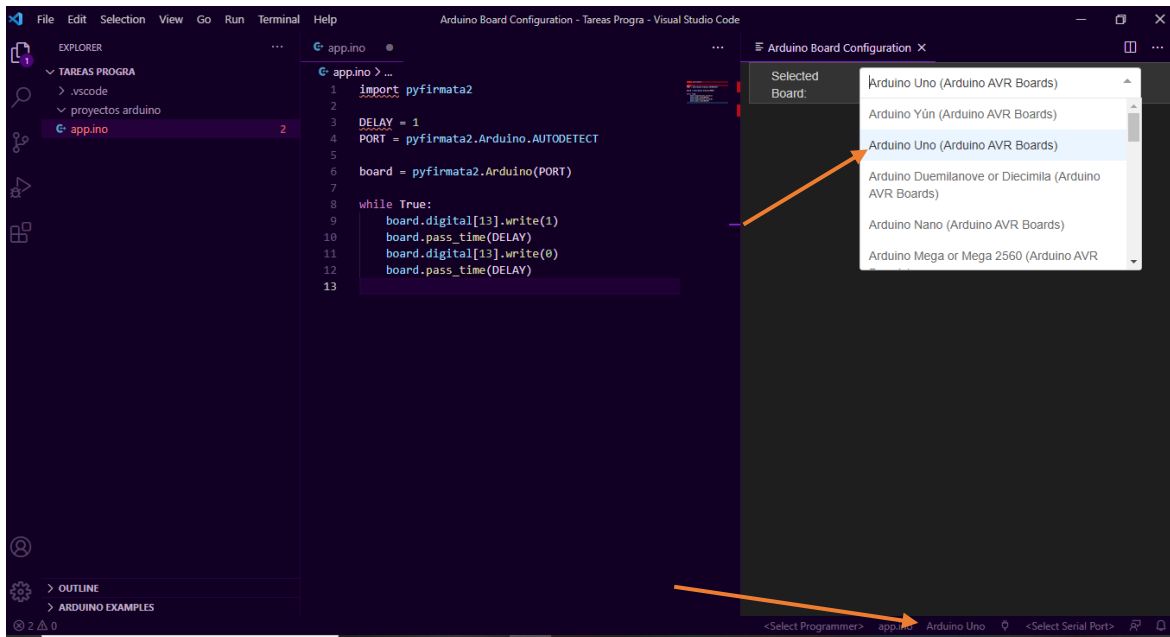 File Edit Selection View Go Run Terminal Help
Arduino Board Configuration - Tareas Progra - Visual Studio Code
EXPLORER
TAREAS PROGRA
.vscode
proyectos arduino
app.ino 2
1
app.ino
app.ino > ...
1 import pyfirmata2
2
3 DELAY = 1
4 PORT = pyfirmata2.Arduino.AUTODETECT
5
6 board = pyfirmata2.Arduino(PORT)
7
8 while True:
9 board.digital[13].write(1)
10 board.pass_time(DELAY)
11 board.digital[13].write(0)
12 board.pass_time(DELAY)
13
Arduino Board Configuration
Selected
Board:
Arduino Uno (Arduino AVR Boards)
Arduino Yún (Arduino AVR Boards)
Arduino Uno (Arduino AVR Boards)
Arduino Duemilanove or Diecimila (Arduino
AVR Boards)
Arduino Nano (Arduino AVR Boards)
Arduino Mega or Mega 2560 (Arduino AVR
OUTLINE
ARDUINO EXAMPLES
2 0
<Select Programmer> app.ino Arduino Uno <Select Serial Port>